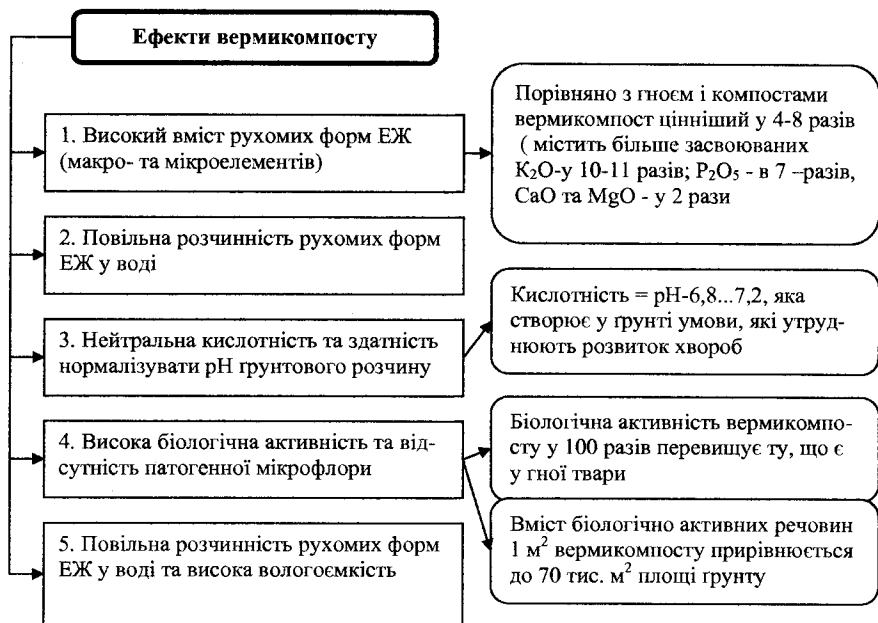 Ефекти вермикомпосту
1. Високий вміст рухомих форм ЕЖ
(макро- та мікроелементів)
Порівняно з гноєм і компостами
вермикомпост цінніший у 4-8 разів
( містить більше засвоюваних
K₂O-у 10-11 разів; P₂O₅ - в 7 –разів,
CaO та MgO - у 2 рази
2. Повільна розчинність рухомих форм
ЕЖ у воді
3. Нейтральна кислотність та здатність
нормалізувати рН ґрунтового розчину
Кислотність = рН-6,8...7,2, яка
створює у ґрунті умови, які утруд-
нюють розвиток хвороб
4. Висока біологічна активність та від-
сутність патогенної мікрофлори
Біологічна активність вермикомпо-
сту у 100 разів перевищує ту, що є
у гної твари
Вміст біологічно активних речовин
1 м² вермикомпосту прирівнюється
до 70 тис. м² площі ґрунту
5. Повільна розчинність рухомих форм
ЕЖ у воді та висока вологоємкість